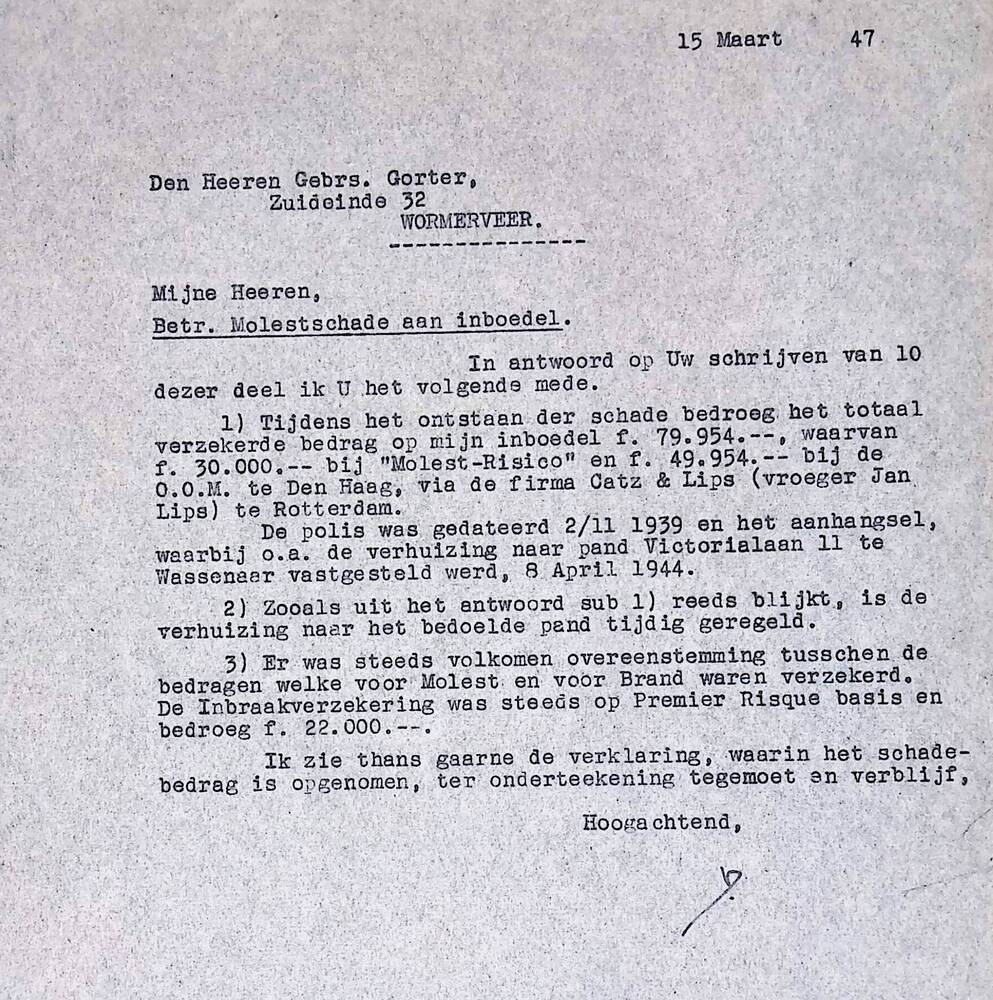 15 Maart 47
Den Heeren Gebrs. Gorter,
Zuideinde 32
WORMERVEER.
---------------
Mijne Heeren,
Betr. Molestschade aan inboedel.
In antwoord op Uw schrijven van 10
dezer deel ik U het volgende mede.
1) Tijdens het ontstaan der schade bedroeg het totaal
verzekerde bedrag op mijn inboedel f. 79.954.--, waarvan
f. 30.000.-- bij "Molest-Risico" en f. 49.954.-- bij de
O.O.M. te Den Haag, via de firma Catz & Lips (vroeger Jan
Lips) te Rotterdam.
De polis was gedateerd 2/11 1939 en het aanhangsel,
waarbij o.a. de verhuizing naar pand Victorialaan 11 te
Wassenaar vastgesteld werd, 8 April 1944.
2) Zooals uit het antwoord sub 1) reeds blijkt, is de
verhuizing naar het bedoelde pand tijdig geregeld.
3) Er was steeds volkomen overeenstemming tusschen de
bedragen welke voor Molest en voor Brand waren verzekerd.
De Inbraakverzekering was steeds op Premier Risque basis en
bedroeg f. 22.000.--.
Ik zie thans gaarne de verklaring, waarin het schade-
bedrag is opgenomen, ter onderteekening tegemoet en verblijf,
Hoogachtend,